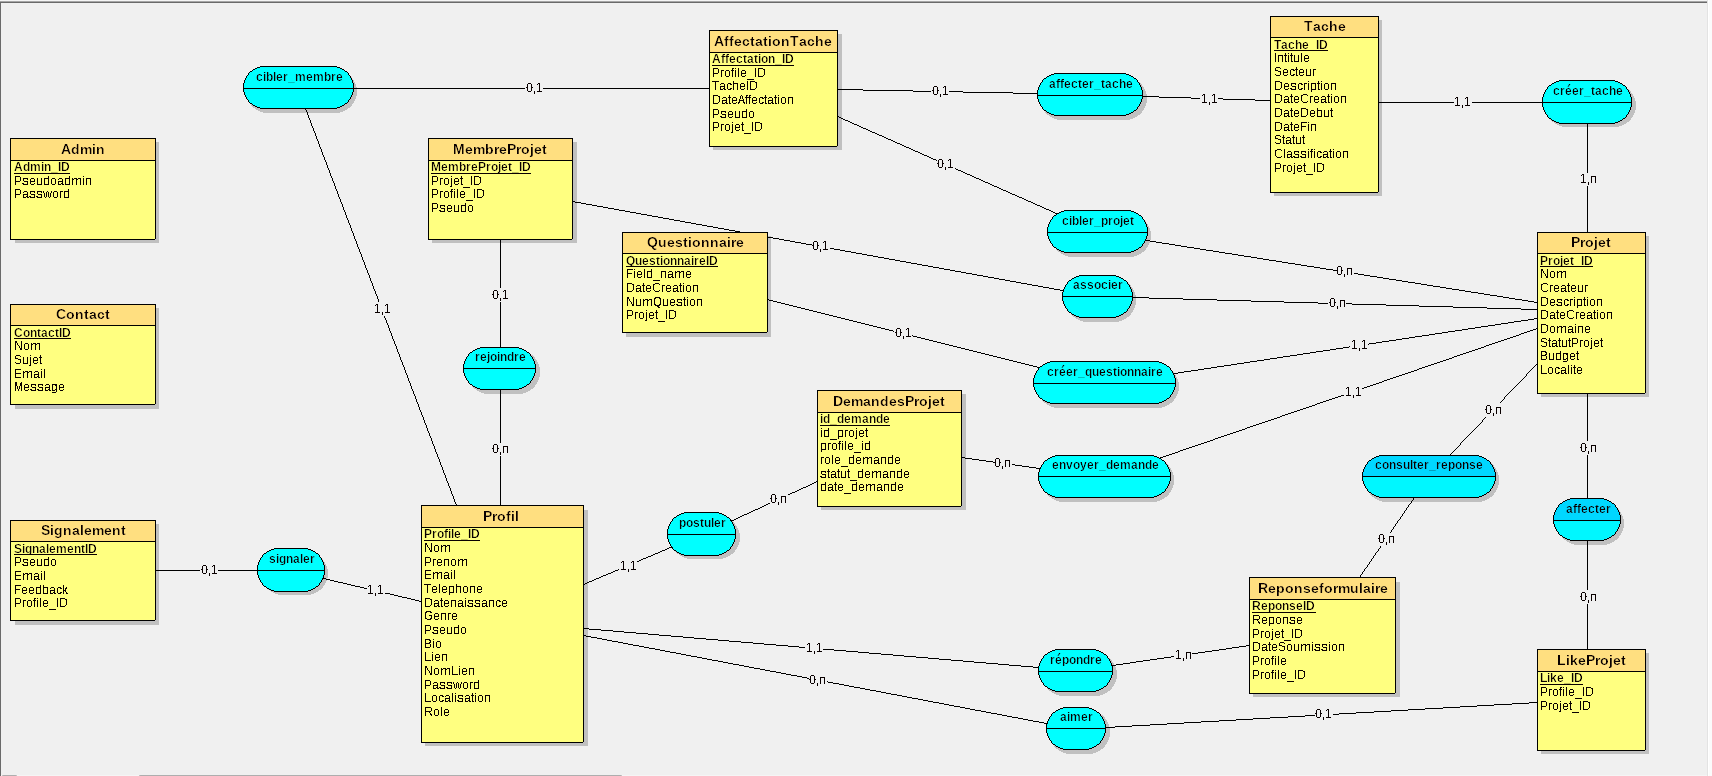 AffectationTache
Affectation_ID
Profile_ID
TacheID
DateAffectation
Pseudo
Projet_ID
Tache
Tache_ID
Intitule
Secteur
Description
DateCreation
DateDebut
DateFin
Statut
Classification
Projet_ID
cibler_membre
0,1
0,1
affecter_tache
1,1
1,1
créer_tache
Admin
Admin_ID
Pseudoadmin
Password
MembreProjet
MembreProjet_ID
Projet_ID
Profile_ID
Pseudo
0,1
1,n
cibler_projet
Questionnaire
QuestionnaireID
Field_name
DateCreation
NumQuestion
Projet_ID
0,1
0,n
Projet
Projet_ID
Nom
Createur
Description
DateCreation
Domaine
StatutProjet
Budget
Localite
associer
0,n
0,1
1,1
Contact
ContactID
Nom
Sujet
Email
Message
rejoindre
0,1
créer_questionnaire
1,1
DemandesProjet
id_demande
id_projet
profile_id
role_demande
statut_demande
date_demande
1,1
0,n
0,n
0,n
0,n
envoyer_demande
consulter_reponse
Signalement
SignalementID
Pseudo
Email
Feedback
Profile_ID
0,1
signaler
1,1
Profil
Profile_ID
Nom
Prenom
Email
Telephone
Datenaissance
Genre
Pseudo
Bio
Lien
NomLien
Password
Localisation
Role
0,n
postuler
1,1
affecter
0,n
0,n
Reponseformulaire
ReponseID
Reponse
Projet_ID
DateSoumission
Profile
Profile_ID
1,1
répondre
1,n
0,n
aimer
0,1
LikeProjet
Like_ID
Profile_ID
Projet_ID